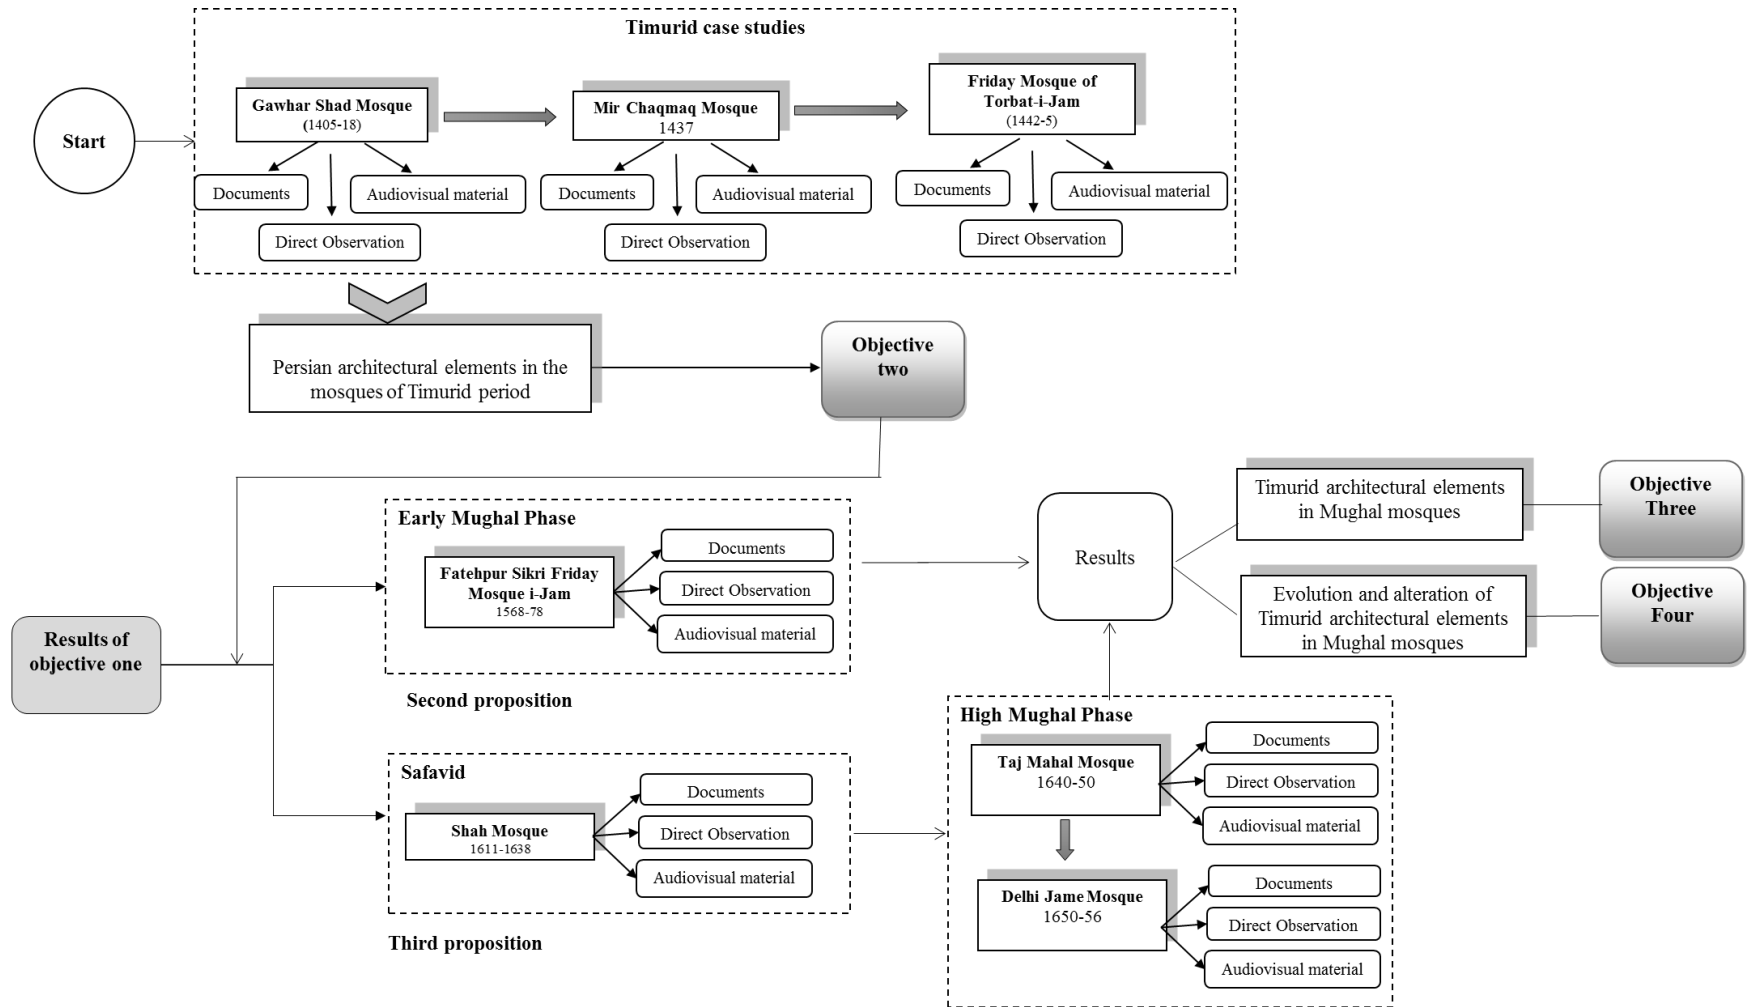 Timurid case studies
Start
Gawhar Shad Mosque
(1405-18)
Documents
Direct Observation
Audiovisual material
Mir Chaqmaq Mosque
1437
Documents
Direct Observation
Audiovisual material
Friday Mosque of
Torbat-i-Jam
(1442-5)
Documents
Direct Observation
Audiovisual material
Persian architectural elements in the
mosques of Timurid period
Objective
two
Results of
objective one
Early Mughal Phase
Fatehpur Sikri Friday
Mosque i-Jam
1568-78
Documents
Direct Observation
Audiovisual material
Second proposition
Safavid
Shah Mosque
1611-1638
Documents
Direct Observation
Audiovisual material
Third proposition
High Mughal Phase
Taj Mahal Mosque
1640-50
Documents
Direct Observation
Audiovisual material
Delhi Jame Mosque
1650-56
Documents
Direct Observation
Audiovisual material
Results
Timurid architectural elements
in Mughal mosques
Objective
Three
Evolution and alteration of
Timurid architectural elements
in Mughal mosques
Objective
Four